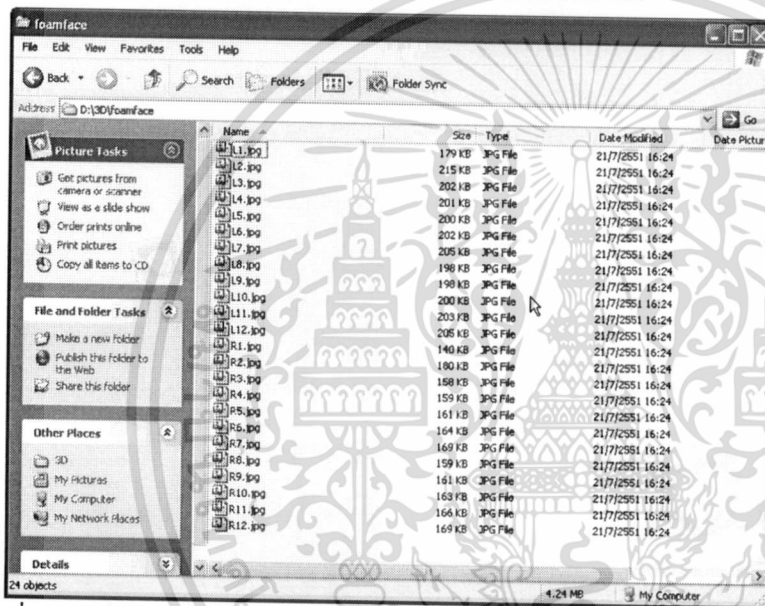 foamface
File Edit View Favorites Tools Help
Back Search Folders Folder Sync
Address D:\3D\foamface Go
Name Size Type Date Modified Date Pictur
L1.jpg 179 KB JPG File 21/7/2551 16:24
L2.jpg 215 KB JPG File 21/7/2551 16:24
L3.jpg 202 KB JPG File 21/7/2551 16:24
L4.jpg 201 KB JPG File 21/7/2551 16:24
L5.jpg 200 KB JPG File 21/7/2551 16:24
L6.jpg 202 KB JPG File 21/7/2551 16:24
L7.jpg 205 KB JPG File 21/7/2551 16:24
L8.jpg 198 KB JPG File 21/7/2551 16:24
L9.jpg 198 KB JPG File 21/7/2551 16:24
L10.jpg 200 KB JPG File 21/7/2551 16:24
L11.jpg 203 KB JPG File 21/7/2551 16:24
L12.jpg 205 KB JPG File 21/7/2551 16:24
R1.jpg 140 KB JPG File 21/7/2551 16:24
R2.jpg 180 KB JPG File 21/7/2551 16:24
R3.jpg 158 KB JPG File 21/7/2551 16:24
R4.jpg 159 KB JPG File 21/7/2551 16:24
R5.jpg 161 KB JPG File 21/7/2551 16:24
R6.jpg 164 KB JPG File 21/7/2551 16:24
R7.jpg 169 KB JPG File 21/7/2551 16:24
R8.jpg 159 KB JPG File 21/7/2551 16:24
R9.jpg 161 KB JPG File 21/7/2551 16:24
R10.jpg 163 KB JPG File 21/7/2551 16:24
R11.jpg 166 KB JPG File 21/7/2551 16:24
R12.jpg 169 KB JPG File 21/7/2551 16:24
Picture Tasks
Get pictures from
camera or scanner
View as a slide show
Order prints online
Print pictures
Copy all items to CD
File and Folder Tasks
Make a new folder
Publish this folder to
the Web
Share this folder
Other Places
3D
My Pictures
My Computer
My Network Places
Details
24 objects 4.24 MB My Computer